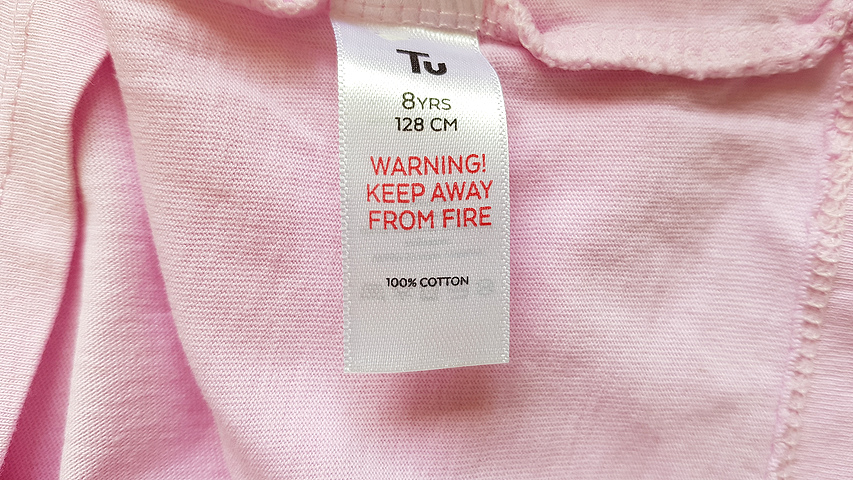 Tu
8YRS
128 CM
WARNING!
KEEP AWAY
FROM FIRE
100% COTTON